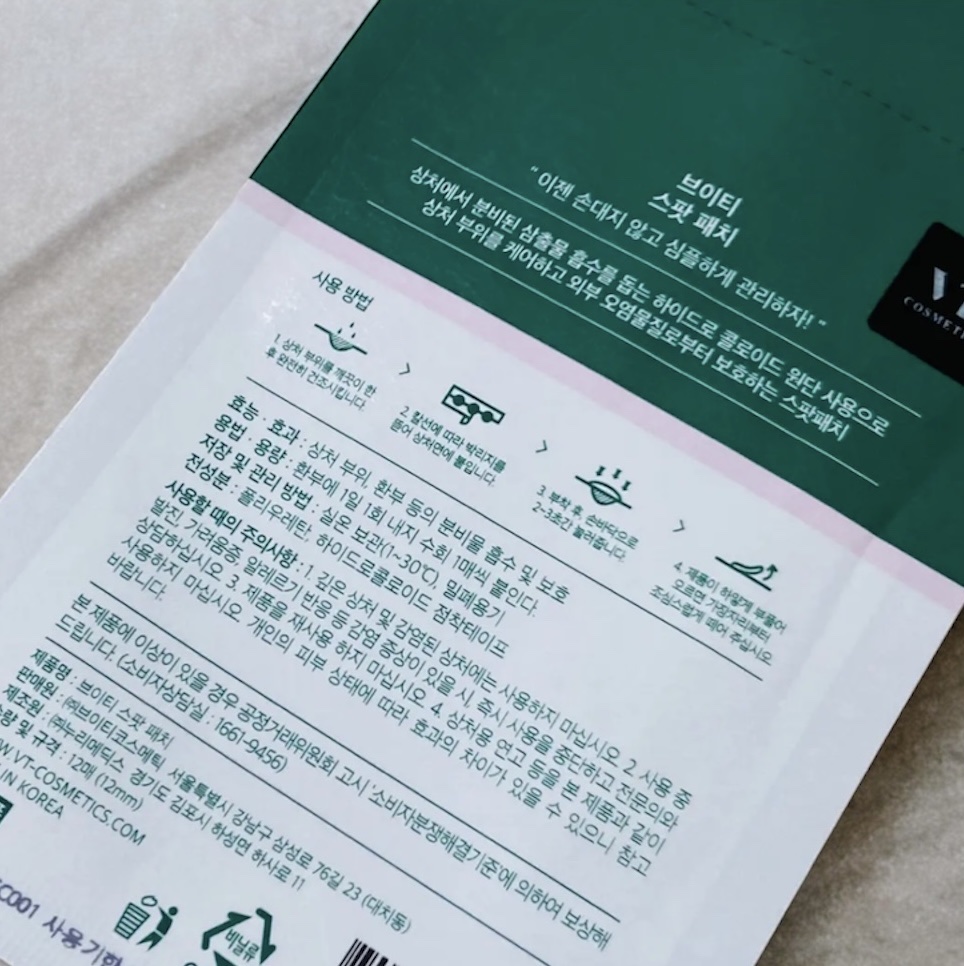 브이티
스팟 패치
" 이젠 손대지 않고 심플하게 관리하자! "
상처에서 분비된 삼출물 흡수를 돕는 하이드로 콜로이드 원단 사용으로
상처 부위를 케어하고 외부 오염물질로부터 보호하는 스팟패치
COSMET
사용 방법
1. 상처 부위를 깨끗이 한
후 완전히 건조시킵니다.
2. 칼선에 따라 박리지를
뜯어 상처면에 붙입니다.
3. 부착 후 손바닥으로
2~3초간 눌러줍니다.
4. 제품이 하얗게 부풀어
오르면 가장자리부터
조심스럽게 떼어 주십시오
효능 · 효과 : 상처 부위, 환부 등의 분비물 흡수 및 보호
용법 · 용량 : 환부에 1일 1회 내지 수회 1매씩 붙인다.
저장 및 관리 방법 : 실온 보관(1~30℃), 밀폐용기
전성분 : 폴리우레탄, 하이드로콜로이드 점착테이프
사용할 때의 주의사항 : 1. 깊은 상처 및 감염된 상처에는 사용하지 마십시오. 2. 사용 중
발진, 가려움증 알레르기 반응 등 감염 증상이 있을 시, 즉시 사용을 중단하고 전문의와
상담하십시오. 3. 제품을 재사용 하지 마십시오. 4. 상처용 연고 등을 본 제품과 같이
사용하지 마십시오. 개인의 피부 상태에 따라, 효과의 차이가 있을 수 있으니 참고
바랍니다.
본 제품에 이상이 있을 경우 공정거래위원회 고시 '소비자분쟁해결기준'에 의하여 보상해
드립니다. (소비자상담실 : 1661-9456)
제품명 : 브이티 스팟 패치
판매원 : ㈜브이티코스메틱 서울특별시 강남구 삼성로 76길 23 (대치동)
제조원 : ㈜누리메딕스 경기도 김포시 하성면 하사로 11
량 및 규격 : 12매 (12mm)
W.VT-COSMETICS.COM
IN KOREA
C001 사용기한
비닐류